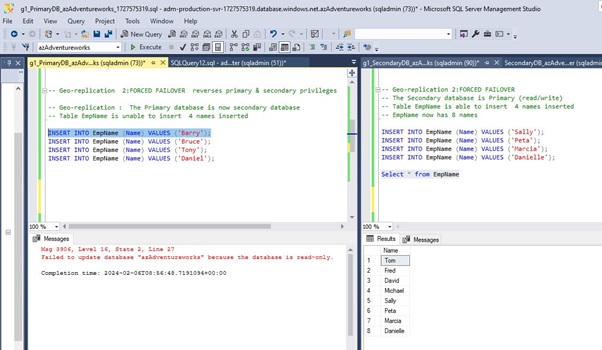 g1_PrimaryDB_azAdventureworks_1727575319.sql - adm-production-svr-1727575319.database.windows.net.azAdventureworks (sqladmin (73))* - Microsoft SQL Server Management Studio
File Edit View Query Project Tools Window Help
New Query
azAdventureworks Execute
g1_PrimaryDB_azAdv...ks (sqladmin (73))* SQLQuery12.sql - ad...ter (sqladmin (51))*
-- Geo-replication 2:FORCED FAILOVER reverses primary & secondary privileges
-- Geo-replication : The Primary database is now secondary database
-- Table EmpName is unable to insert 4 names inserted
INSERT INTO EmpName (Name) VALUES ('Barry');
INSERT INTO EmpName (Name) VALUES ('Bruce');
INSERT INTO EmpName (Name) VALUES ('Tony');
INSERT INTO EmpName (Name) VALUES ('Daniel');
100 %
Messages
Msg 3906, Level 16, State 2, Line 27
Failed to update database "azAdventureworks" because the database is read-only.
Completion time: 2024-02-06T08:56:48.7191094+00:00
g1_SecondaryDB_azAdv...ks (sqladmin (90))* SecondaryDB_azAdve...er (sqladmin
-- Geo-replication 2:FORCED FAILOVER
-- The Secondary database is Primary (read/write)
-- Table EmpName is able to insert 4 names inserted
-- EmpName now has 8 names
INSERT INTO EmpName (Name) VALUES ('Sally');
INSERT INTO EmpName (Name) VALUES ('Peta');
INSERT INTO EmpName (Name) VALUES ('Marcia');
INSERT INTO EmpName (Name) VALUES ('Danielle');
Select * from EmpName
100 %
Results Messages
Name
1 Tom
2 Fred
3 David
4 Michael
5 Sally
6 Peta
7 Marcia
8 Danielle